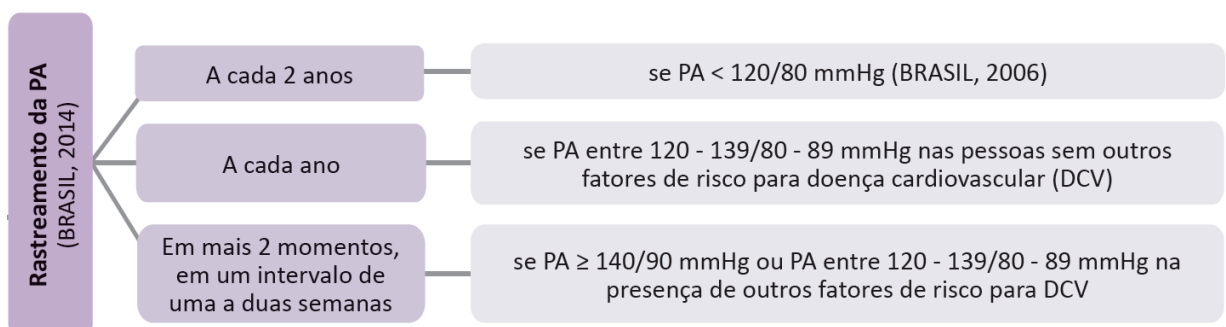 Rastreamento da PA
(BRASIL, 2014)
A cada 2 anos
se PA < 120/80 mmHg (BRASIL, 2006)
A cada ano
se PA entre 120 - 139/80 - 89 mmHg nas pessoas sem outros
fatores de risco para doença cardiovascular (DCV)
Em mais 2 momentos,
em um intervalo de
uma a duas semanas
se PA ≥ 140/90 mmHg ou PA entre 120 - 139/80 - 89 mmHg na
presença de outros fatores de risco para DCV